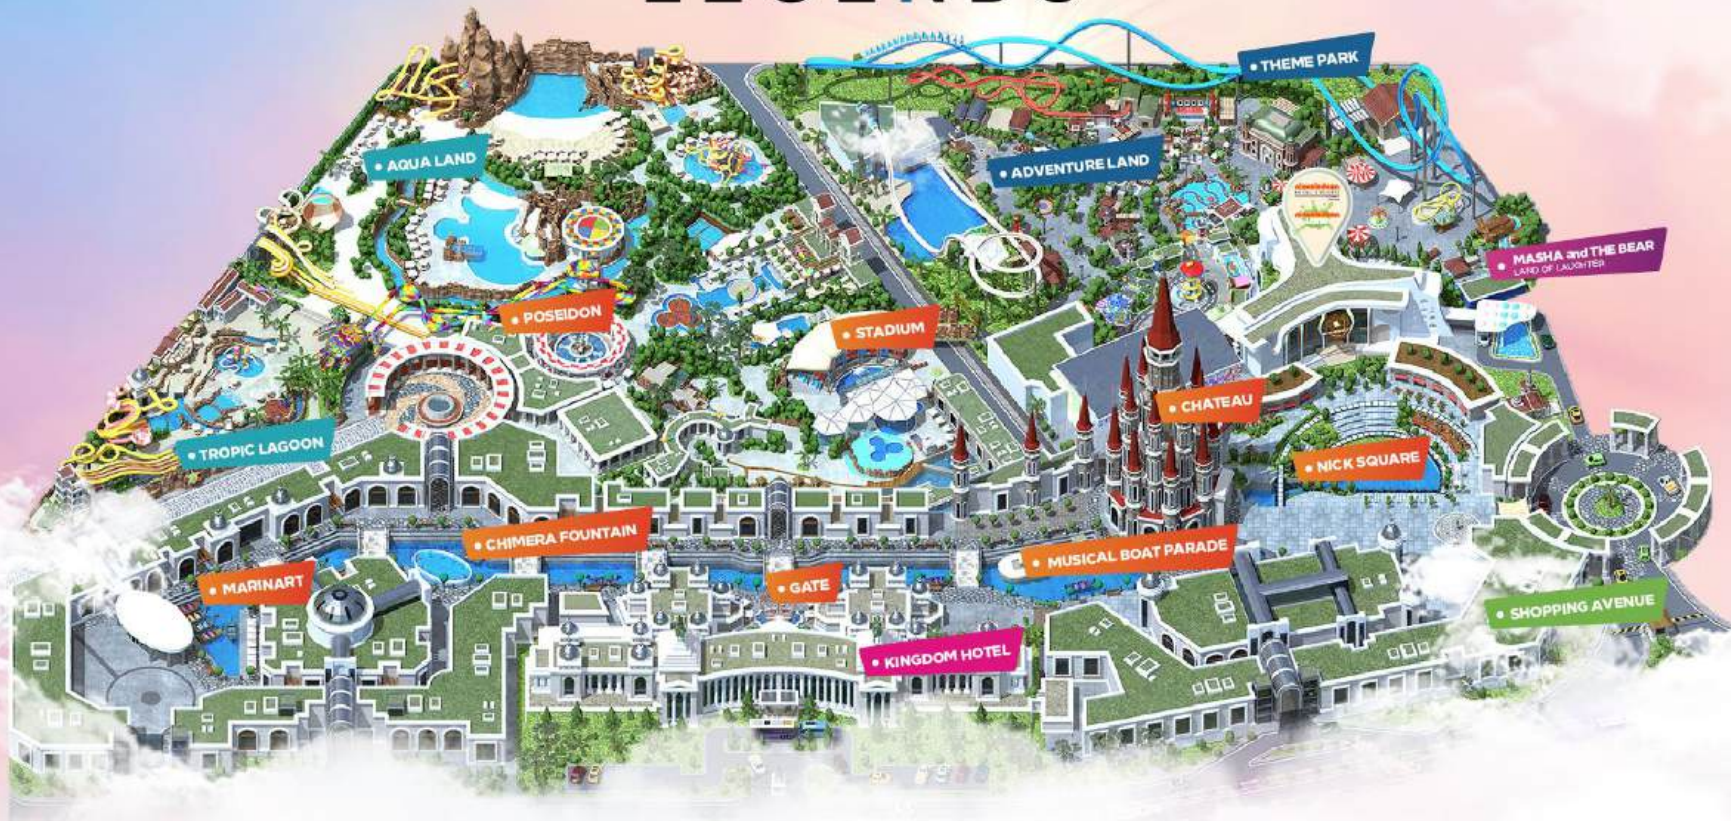 THEME PARK
AQUA LAND
ADVENTURE LAND
MASHA and THE BEAR
LAND OF LAUGHTER
POSEIDON
STADIUM
CHATEAU
TROPIC LAGOON
NICK SQUARE
CHIMERA FOUNTAIN
MUSICAL BOAT PARADE
MARINART
GATE
SHOPPING AVENUE
KINGDOM HOTEL